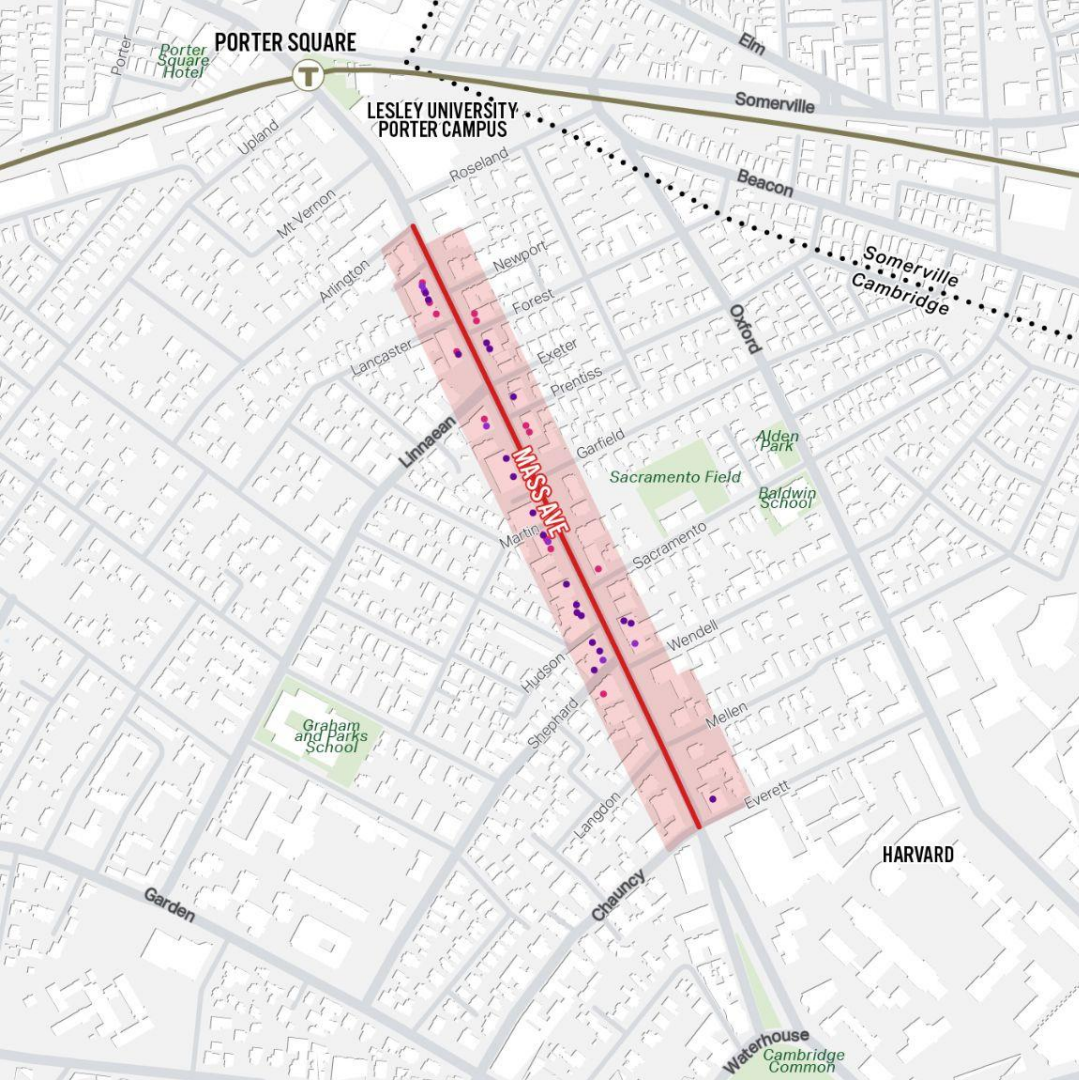 PORTER SQUARE
Porter
Porter
Square
Hotel
T
Elm
Somerville
LESLEY UNIVERSITY
PORTER CAMPUS
Upland
Roseland
Beacon
Mt Vernon
Somerville
Cambridge
Arlington
Newport
Forest
Oxford
Lancaster
Exeter
Prentiss
Linnaean
Garfield
Alden
Park
MASS AVE
Sacramento Field
Baldwin
School
Martin
Sacramento
Wendell
Hudson
Shephard
Mellen
Graham
and Parks
School
Langdon
Everett
HARVARD
Chauncy
Garden
Waterhouse
Cambridge
Common